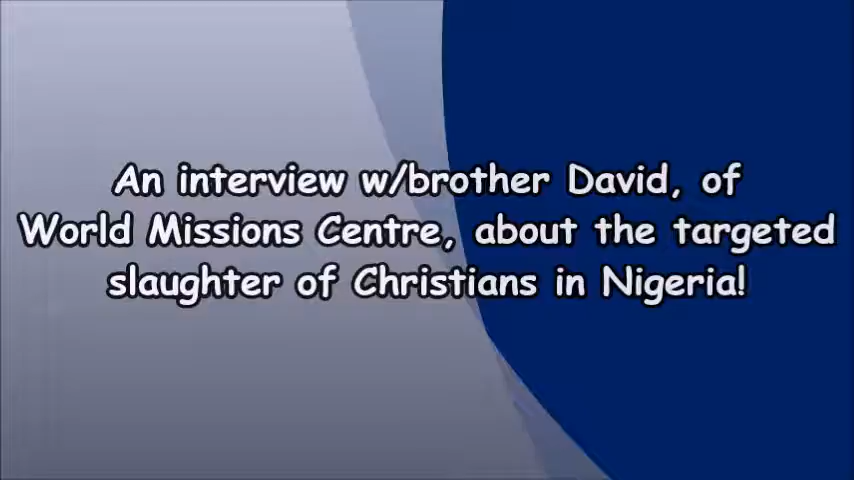 An interview w/brother David, of
World Missions Centre, about the targeted
slaughter of Christians in Nigeria!